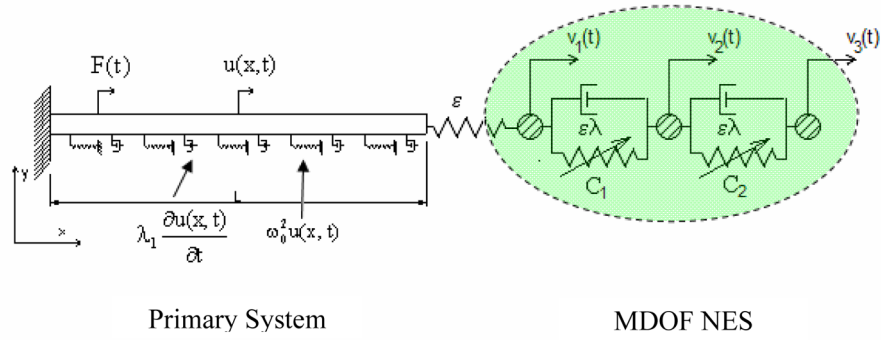 v₁(t) v₂(t) v₃(t)
F(t) u(x,t) ε
ελ ελ
C₁ C₂
y
L
x
λ₁ ∂u(x, t)/∂t ω₀²u(x, t)
Primary System MDOF NES